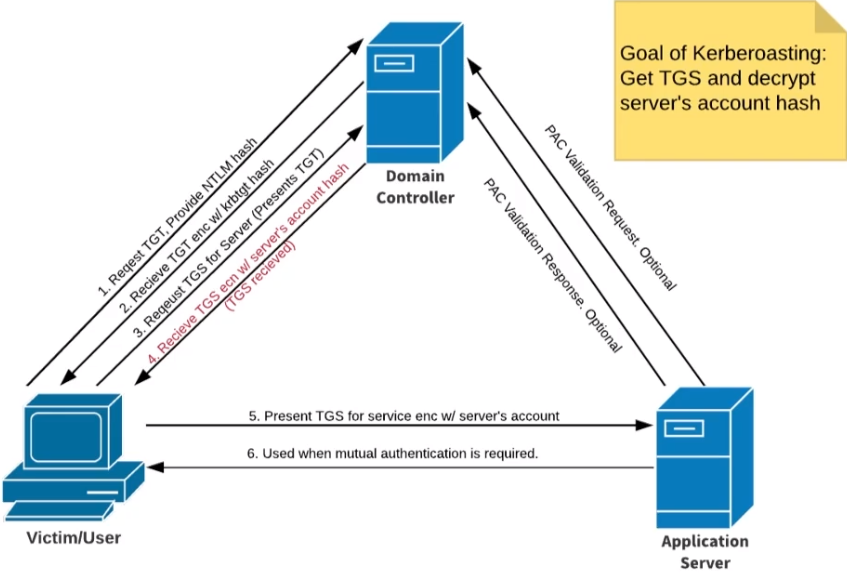 Goal of Kerberoasting:
Get TGS and decrypt
server's account hash
Domain
Controller
1. Reqest TGT, Provide NTLM hash
2. Recieve TGT enc w/ krbtgt hash
3. Reqeust TGS for Server (Presents TGT)
4. Recieve TGS ecn w/ server's account hash
(TGS recieved)
PAC Validation Request. Optional
PAC Validation Response. Optional
5. Present TGS for service enc w/ server's account
6. Used when mutual authentication is required.
Victim/User
Application
Server